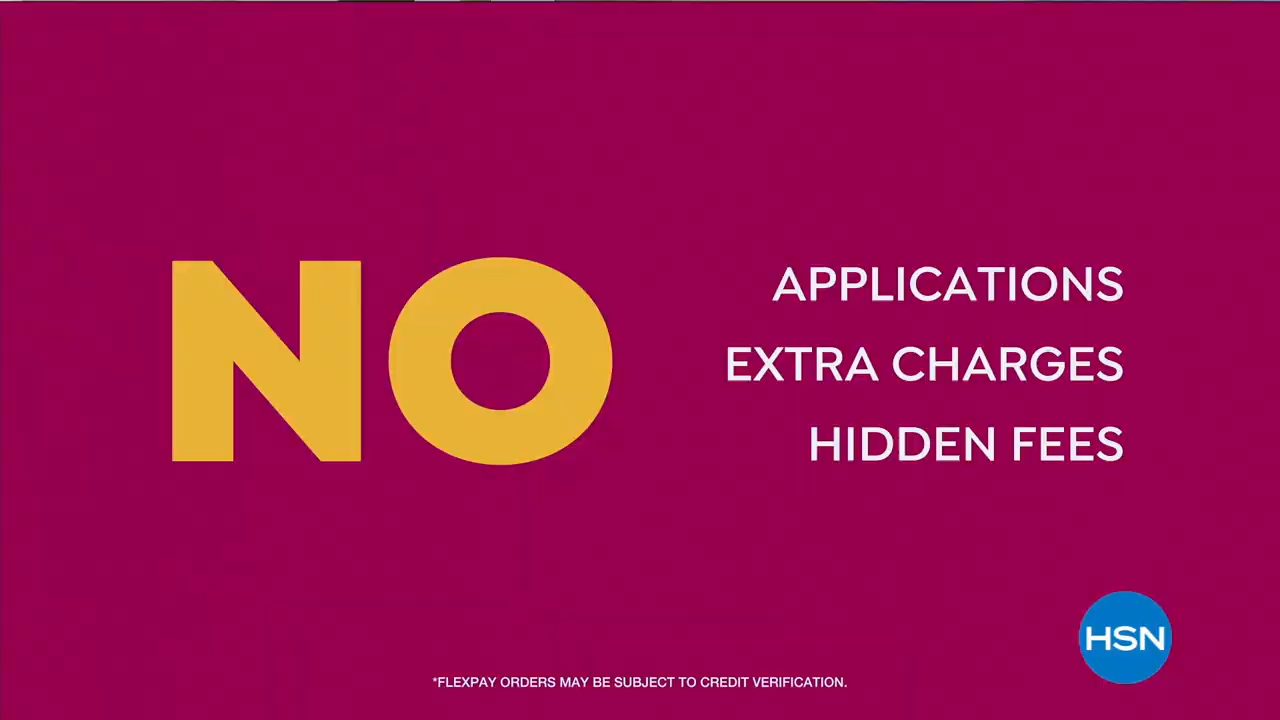 NO
APPLICATIONS
EXTRA CHARGES
HIDDEN FEES
HSN
*FLEXPAY ORDERS MAY BE SUBJECT TO CREDIT VERIFICATION.